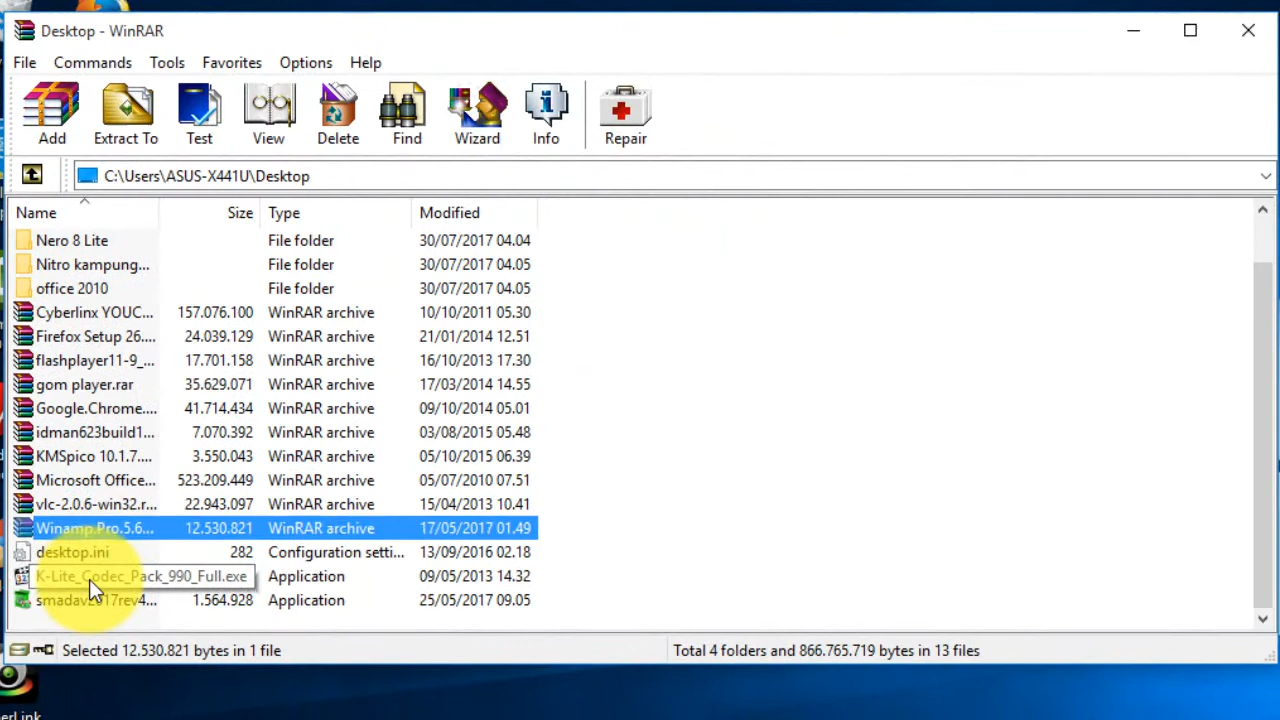 Desktop - WinRAR
File Commands Tools Favorites Options Help
Add Extract To Test View Delete Find Wizard Info Repair
C:\Users\ASUS-X441U\Desktop
Name Size Type Modified
Nero 8 Lite File folder 30/07/2017 04.04
Nitro kampung... File folder 30/07/2017 04.05
office 2010 File folder 30/07/2017 04.05
Cyberlinx YOUC... 157.076.100 WinRAR archive 10/10/2011 05.30
Firefox Setup 26.... 24.039.129 WinRAR archive 21/01/2014 12.51
flashplayer11-9_... 17.701.158 WinRAR archive 16/10/2013 17.30
gom player.rar 35.629.071 WinRAR archive 17/03/2014 14.55
Google.Chrome.... 41.714.434 WinRAR archive 09/10/2014 05.01
idman623build1... 7.070.392 WinRAR archive 03/08/2015 05.48
KMSpico 10.1.7.... 3.550.043 WinRAR archive 05/10/2015 06.39
Microsoft Office... 523.209.449 WinRAR archive 05/07/2010 07.51
vlc-2.0.6-win32.r... 22.943.097 WinRAR archive 15/04/2013 10.41
Winamp.Pro.5.6... 12.530.821 WinRAR archive 17/05/2017 01.49
desktop.ini 282 Configuration setti... 13/09/2016 02.18
K-Lite_Codec_Pack_990_Full.exe Application 09/05/2013 14.32
smadav2017rev4... 1.564.928 Application 25/05/2017 09.05
Selected 12.530.821 bytes in 1 file Total 4 folders and 866.765.719 bytes in 13 files
erLink